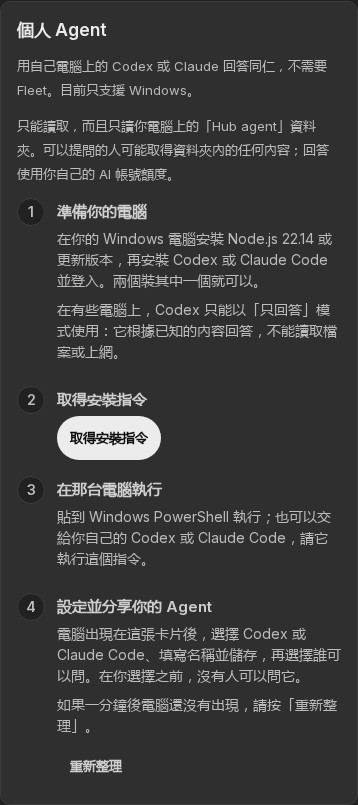 個人 Agent
用自己電腦上的 Codex 或 Claude 回答同仁，不需要
Fleet。目前只支援 Windows。
只能讀取，而且只讀你電腦上的「Hub agent」資料
夾。可以提問的人可能取得資料夾內的任何內容；回答
使用你自己的 AI 帳號額度。
1 準備你的電腦
在你的 Windows 電腦安裝 Node.js 22.14 或
更新版本，再安裝 Codex 或 Claude Code
並登入。兩個裝其中一個就可以。
在有些電腦上，Codex 只能以「只回答」模
式使用：它根據已知的內容回答，不能讀取檔
案或上網。
2 取得安裝指令
取得安裝指令
3 在那台電腦執行
貼到 Windows PowerShell 執行；也可以交
給你自己的 Codex 或 Claude Code，請它
執行這個指令。
4 設定並分享你的 Agent
電腦出現在這張卡片後，選擇 Codex 或
Claude Code、填寫名稱並儲存，再選擇誰可
以問。在你選擇之前，沒有人可以問它。
如果一分鐘後電腦還沒有出現，請按「重新整
理」。
重新整理